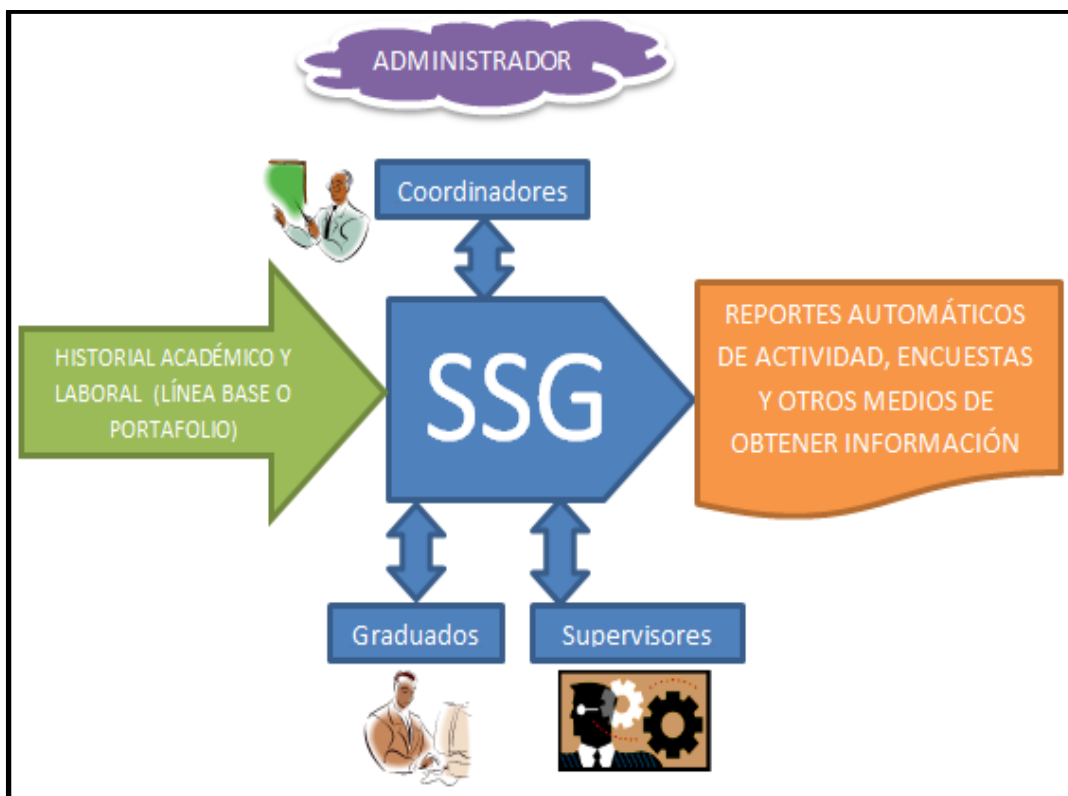 ADMINISTRADOR
Coordinadores
HISTORIAL ACADÉMICO Y
LABORAL (LÍNEA BASE O
PORTAFOLIO)
SSG
REPORTES AUTOMÁTICOS
DE ACTIVIDAD, ENCUESTAS
Y OTROS MEDIOS DE
OBTENER INFORMACIÓN
Graduados
Supervisores